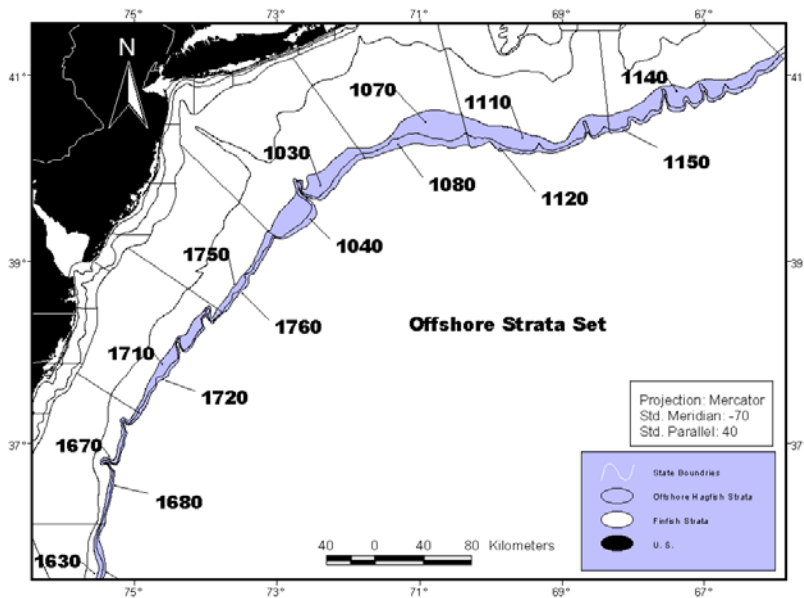 75° 73° 71° 69° 67°
N
41° 41°
1140
1070
1110
1030
1150
1080
1120
1040
39° 39°
1750
1760
Offshore Strata Set
1710
1720
Projection: Mercator
Std. Meridian: -70
Std. Parallel: 40
37° 37°
1670
State Boundries
1680
Offshore Hagfish Strata
Finfish Strata
U. S.
40 0 40 80 Kilometers
1630
75° 73° 71° 69° 67°